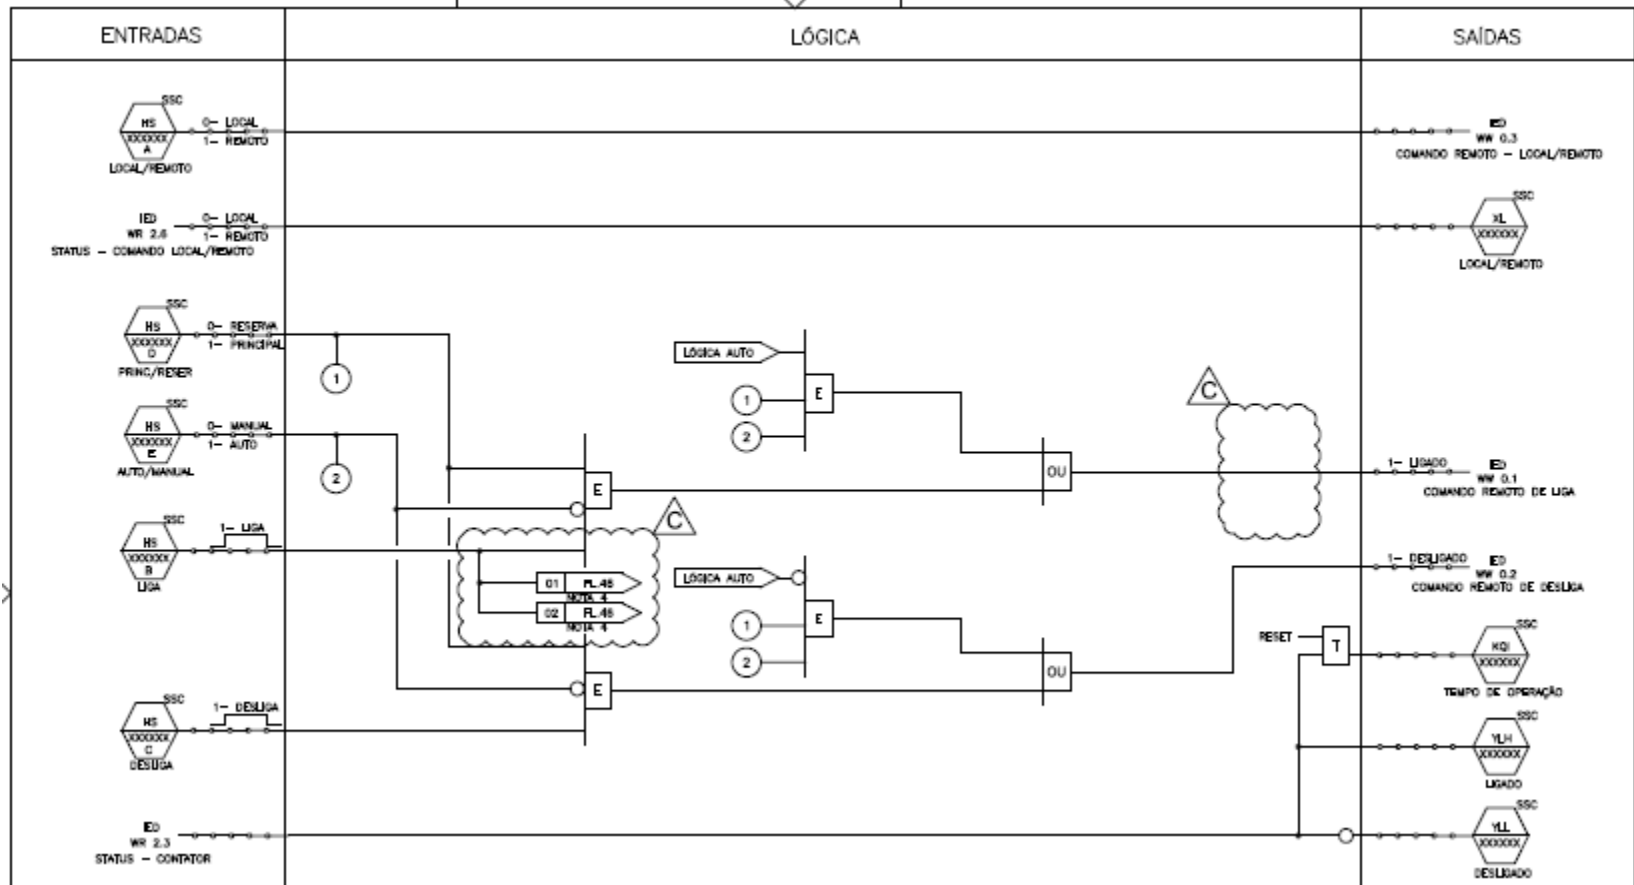 ENTRADAS
LÓGICA
SAÍDAS
SSC
HS
XXXXXX
A
LOCAL/REMOTO
0- LOCAL
1- REMOTO
IED
WW 0.3
COMANDO REMOTO - LOCAL/REMOTO
IED
WR 2.6
STATUS - COMANDO LOCAL/REMOTO
0- LOCAL
1- REMOTO
SSC
XL
XXXXXX
LOCAL/REMOTO
SSC
HS
XXXXXX
D
PRINC/RESER
0- RESERVA
1- PRINCIPAL
1
LÓGICA AUTO
1
2
E
C
SSC
HS
XXXXXX
E
AUTO/MANUAL
0- MANUAL
1- AUTO
2
E
OU
1- LIGADO
IED
WW 0.1
COMANDO REMOTO DE LIGA
SSC
HS
XXXXXX
B
LIGA
1- LIGA
C
01 FL.46
NOTA 4
02 FL.46
NOTA 4
LÓGICA AUTO
1
2
E
1- DESLIGADO
IED
WW 0.2
COMANDO REMOTO DE DESLIGA
RESET
T
SSC
KQI
XXXXXX
TEMPO DE OPERAÇÃO
E
OU
SSC
HS
XXXXXX
C
DESLIGA
1- DESLIGA
SSC
YLH
XXXXXX
LIGADO
IED
WR 2.3
STATUS - CONTATOR
SSC
YLL
XXXXXX
DESLIGADO